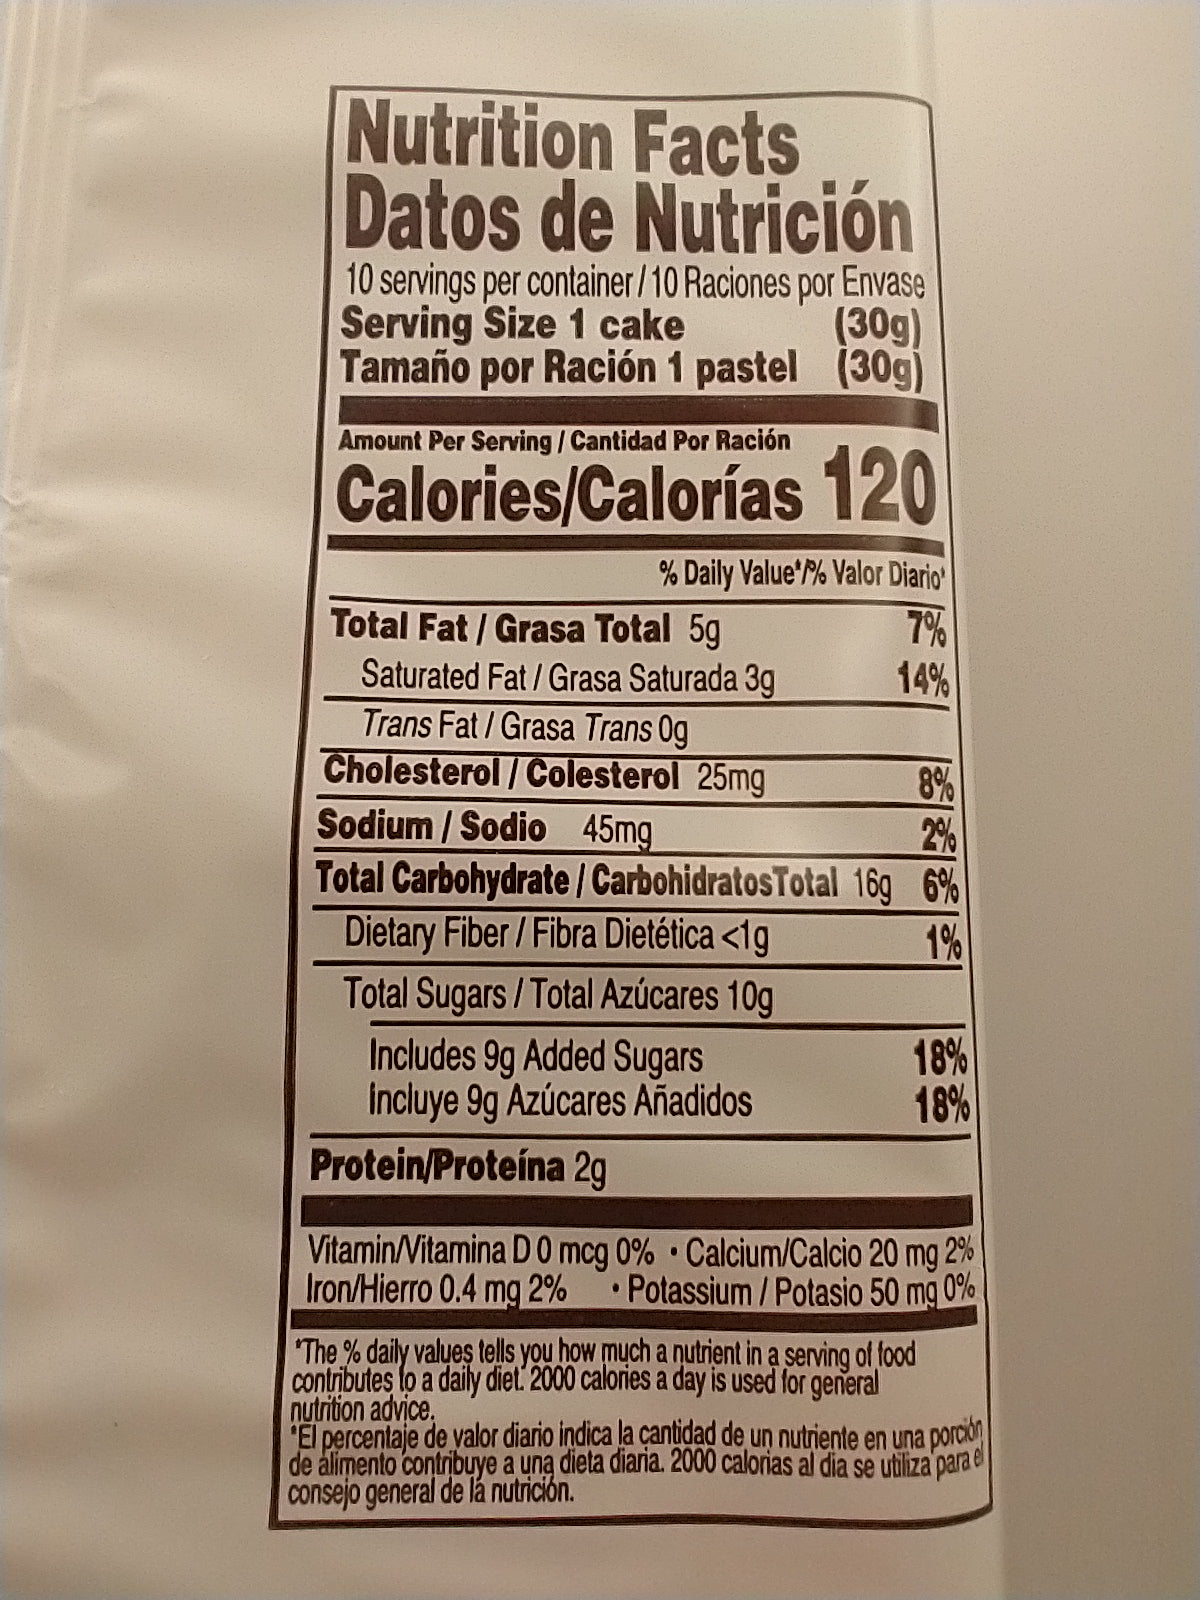 Nutrition Facts
Datos de Nutrición
10 servings per container / 10 Raciones por Envase
Serving Size 1 cake (30g)
Tamaño por Ración 1 pastel (30g)
Amount Per Serving / Cantidad Por Ración
Calories/Calorías 120
% Daily Value*/% Valor Diario*
Total Fat / Grasa Total 5g 7%
Saturated Fat / Grasa Saturada 3g 14%
Trans Fat / Grasa Trans 0g
Cholesterol / Colesterol 25mg 8%
Sodium / Sodio 45mg 2%
Total Carbohydrate / CarbohidratosTotal 16g 6%
Dietary Fiber / Fibra Dietética <1g 1%
Total Sugars / Total Azúcares 10g
Includes 9g Added Sugars 18%
Incluye 9g Azúcares Añadidos 18%
Protein/Proteína 2g
Vitamin/Vitamina D 0 mcg 0% • Calcium/Calcio 20 mg 2%
Iron/Hierro 0.4 mg 2% • Potassium / Potasio 50 mg 0%
*The % daily values tells you how much a nutrient in a serving of food
contributes to a daily diet. 2000 calories a day is used for general
nutrition advice.
*El percentaje de valor diario indica la cantidad de un nutriente en una porción
de alimento contribuye a una dieta diaria. 2000 calorias al dia se utiliza para el
consejo general de la nutrición.